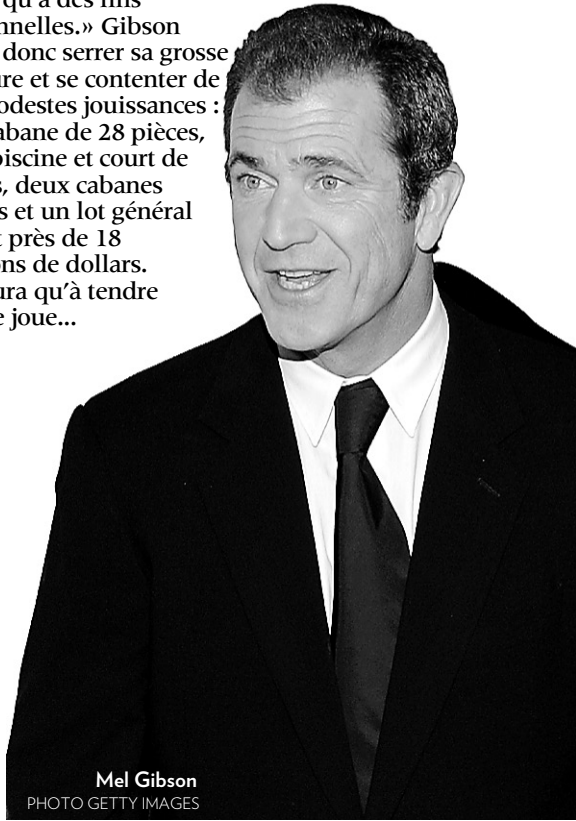 qu'à des fins
nnelles.» Gibson
donc serrer sa grosse
re et se contenter de
odestes jouissances :
abane de 28 pièces,
piscine et court de
s, deux cabanes
s et un lot général
t près de 18
ns de dollars.
ura qu'à tendre
e joue...
Mel Gibson
PHOTO GETTY IMAGES